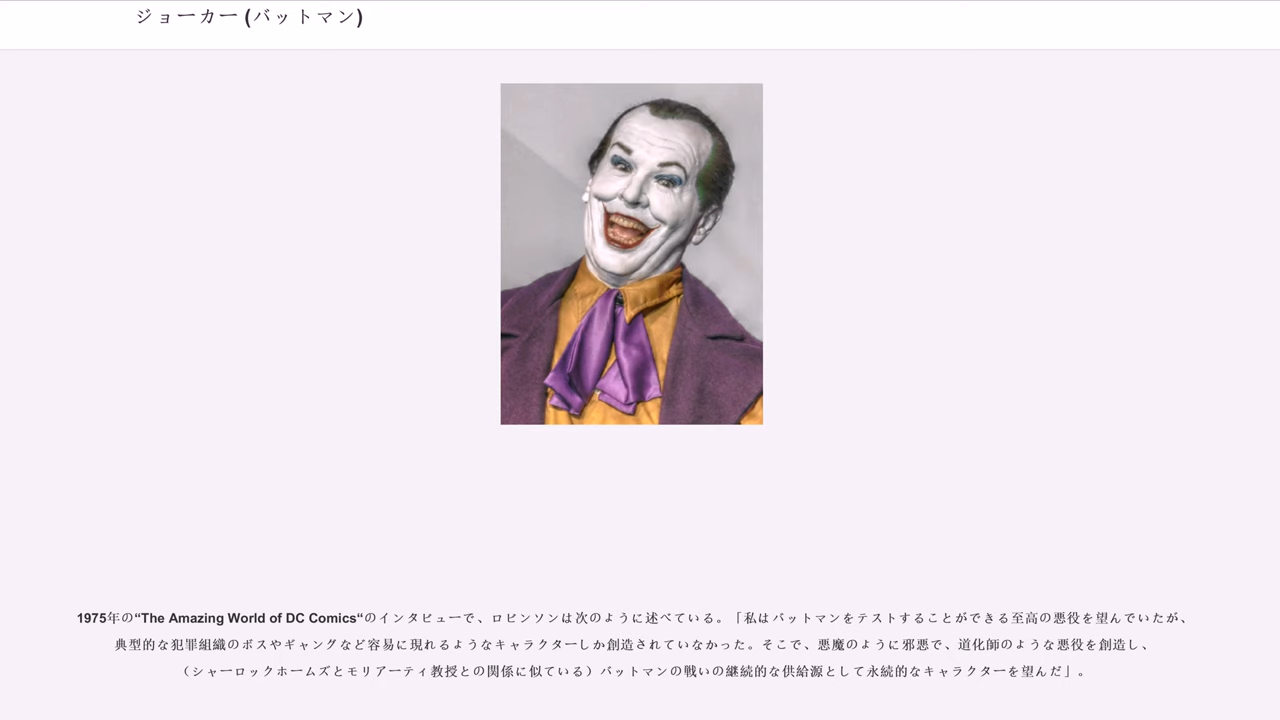 ジョーカー (バットマン)
1975年の“The Amazing World of DC Comics“のインタビューで、ロビンソンは次のように述べている。「私はバットマンをテストすることができる至高の悪役を望んでいたが、
典型的な犯罪組織のボスやギャングなど容易に現れるようなキャラクターしか創造されていなかった。そこで、悪魔のように邪悪で、道化師のような悪役を創造し、
（シャーロックホームズとモリアーティ教授との関係に似ている）バットマンの戦いの継続的な供給源として永続的なキャラクターを望んだ」。